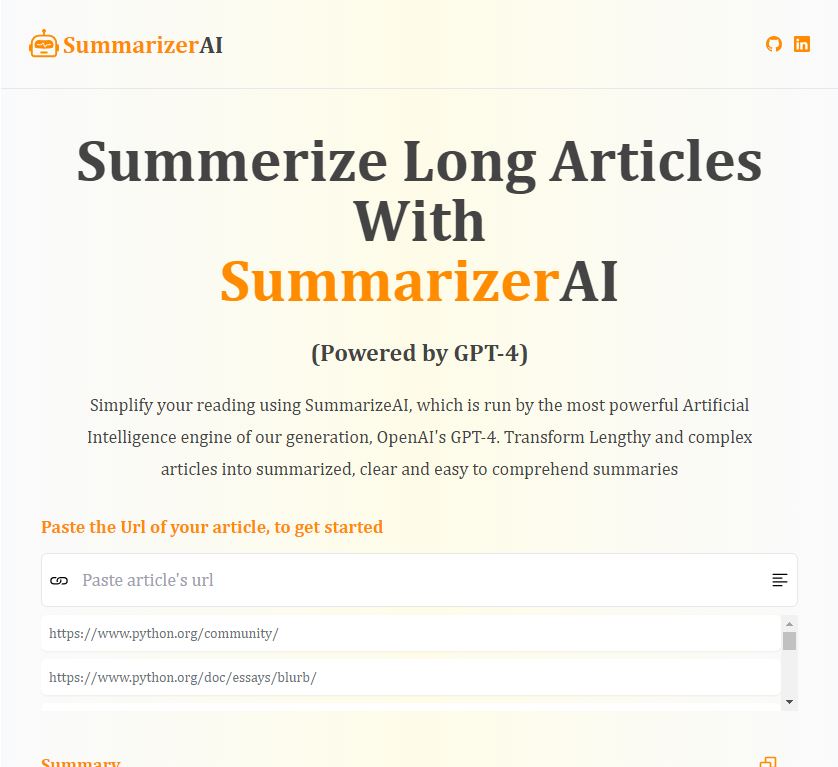 SummarizerAI
Summerize Long Articles
With
SummarizerAI
(Powered by GPT-4)
Simplify your reading using SummarizeAI, which is run by the most powerful Artificial
Intelligence engine of our generation, OpenAI's GPT-4. Transform Lengthy and complex
articles into summarized, clear and easy to comprehend summaries
Paste the Url of your article, to get started
Paste article's url
https://www.python.org/community/
https://www.python.org/doc/essays/blurb/
Summary